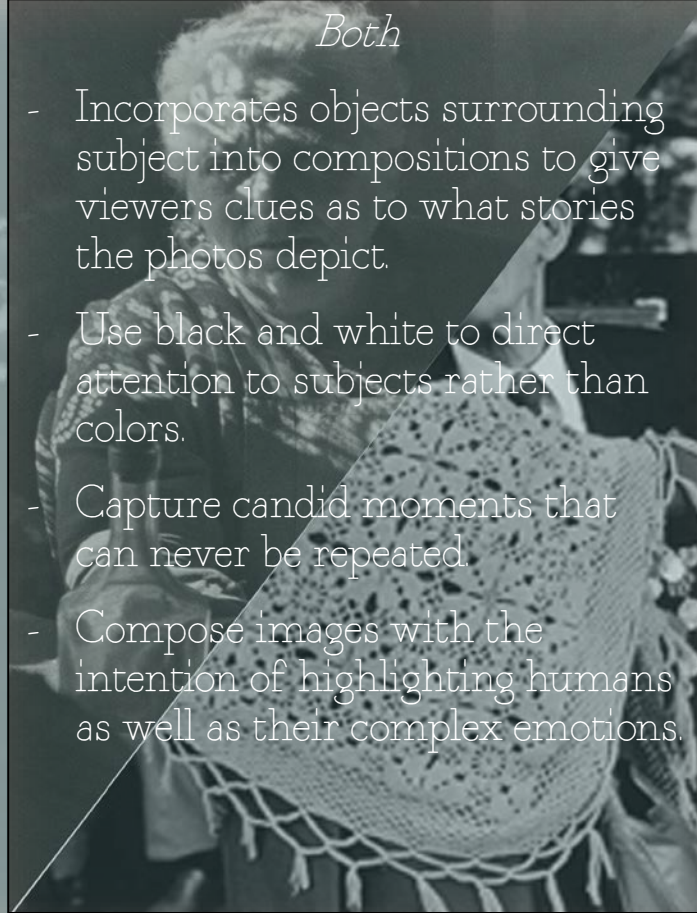 Both
- Incorporates objects surrounding
subject into compositions to give
viewers clues as to what stories
the photos depict.
- Use black and white to direct
attention to subjects rather than
colors.
- Capture candid moments that
can never be repeated.
- Compose images with the
intention of highlighting humans
as well as their complex emotions.